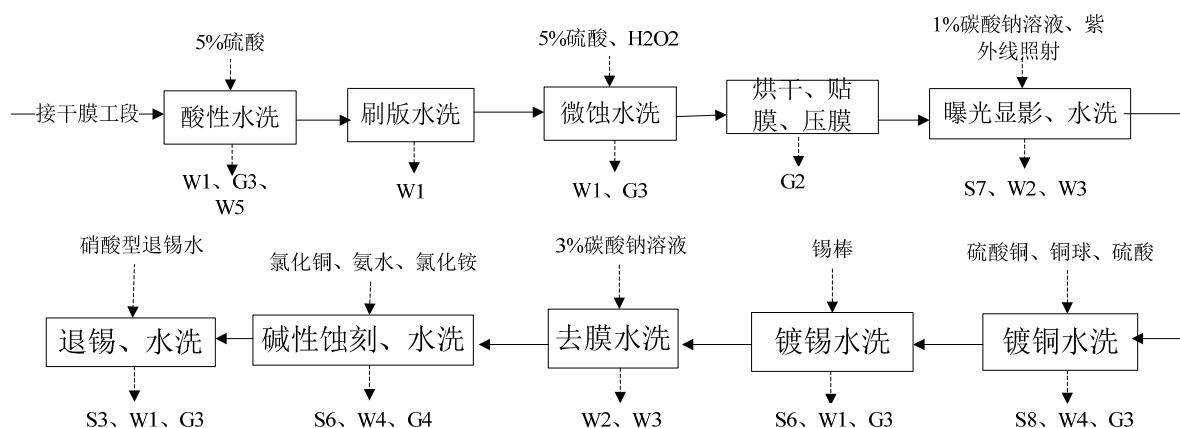 5%硫酸
5%硫酸、H2O2
1%碳酸钠溶液、紫
外线照射
接干膜工段
酸性水洗
刷版水洗
微蚀水洗
烘干、贴
膜、压膜
曝光显影、水洗
W1、G3、
W5
W1
W1、G3
G2
S7、W2、W3
硝酸型退锡水
氯化铜、氨水、氯化铵
3%碳酸钠溶液
锡棒
硫酸铜、铜球、硫酸
退锡、水洗
碱性蚀刻、水洗
去膜水洗
镀锡水洗
镀铜水洗
S3、W1、G3
S6、W4、G4
W2、W3
S6、W1、G3
S8、W4、G3